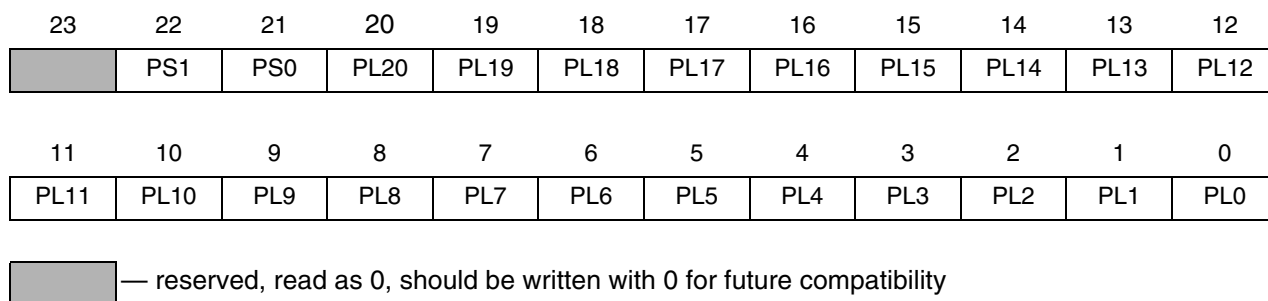 23 22 21 20 19 18 17 16 15 14 13 12
PS1 PS0 PL20 PL19 PL18 PL17 PL16 PL15 PL14 PL13 PL12
11 10 9 8 7 6 5 4 3 2 1 0
PL11 PL10 PL9 PL8 PL7 PL6 PL5 PL4 PL3 PL2 PL1 PL0
— reserved, read as 0, should be written with 0 for future compatibility